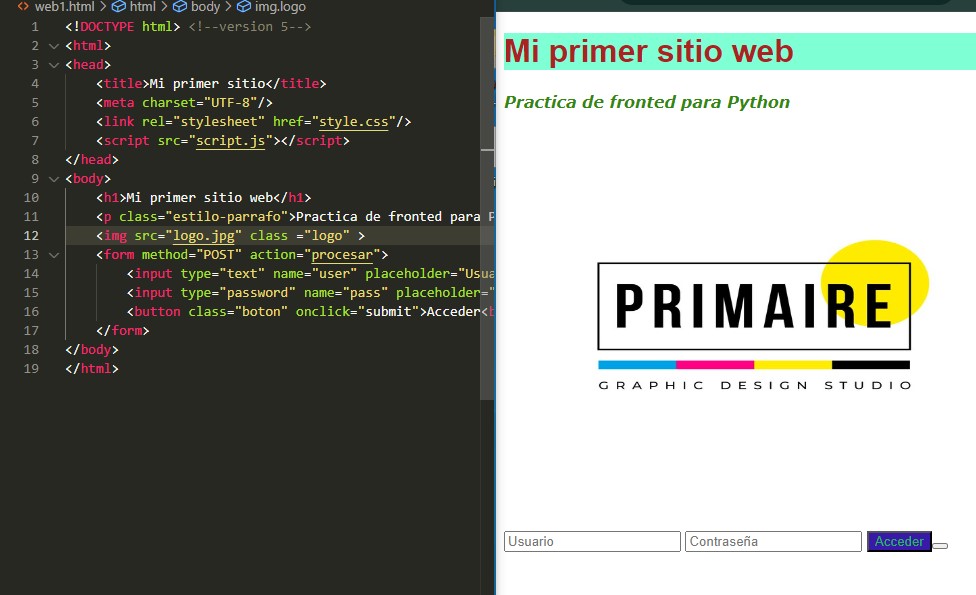 web1.html > html > body > img.logo
1 <!DOCTYPE html> <!--version 5-->
2 <html>
3 <head>
4 <title>Mi primer sitio</title>
5 <meta charset="UTF-8"/>
6 <link rel="stylesheet" href="style.css"/>
7 <script src="script.js"></script>
8 </head>
9 <body>
10 <h1>Mi primer sitio web</h1>
11 <p class="estilo-parrafo">Practica de fronted para P
12 <img src="logo.jpg" class ="logo" >
13 <form method="POST" action="procesar">
14 <input type="text" name="user" placeholder="Usua
15 <input type="password" name="pass" placeholder="
16 <button class="boton" onclick="submit">Acceder<b
17 </form>
18 </body>
19 </html>
Mi primer sitio web
Practica de fronted para Python
PRIMAIRE
GRAPHIC DESIGN STUDIO
Usuario Contraseña Acceder